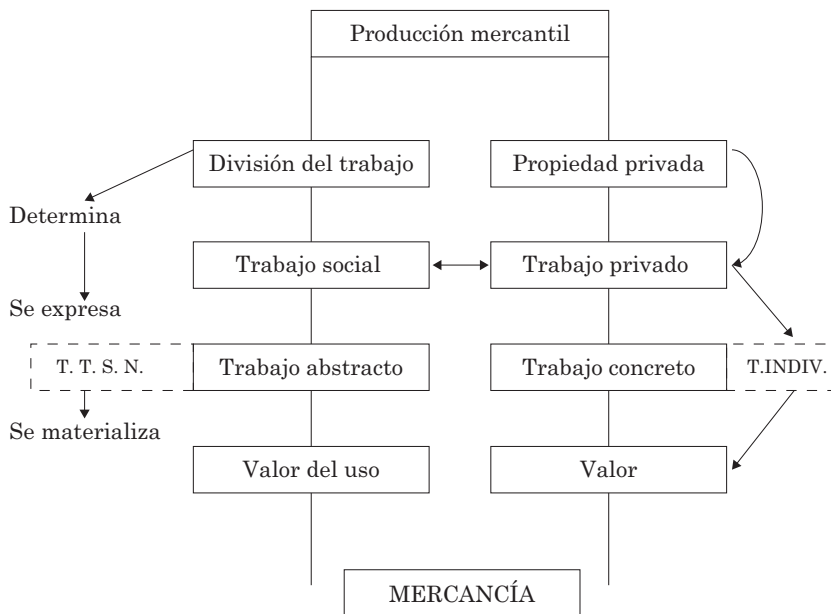 Producción mercantil
División del trabajo
Propiedad privada
Determina
Trabajo social
Trabajo privado
Se expresa
T. T. S. N.
Trabajo abstracto
Trabajo concreto
T.INDIV.
Se materializa
Valor del uso
Valor
MERCANCÍA